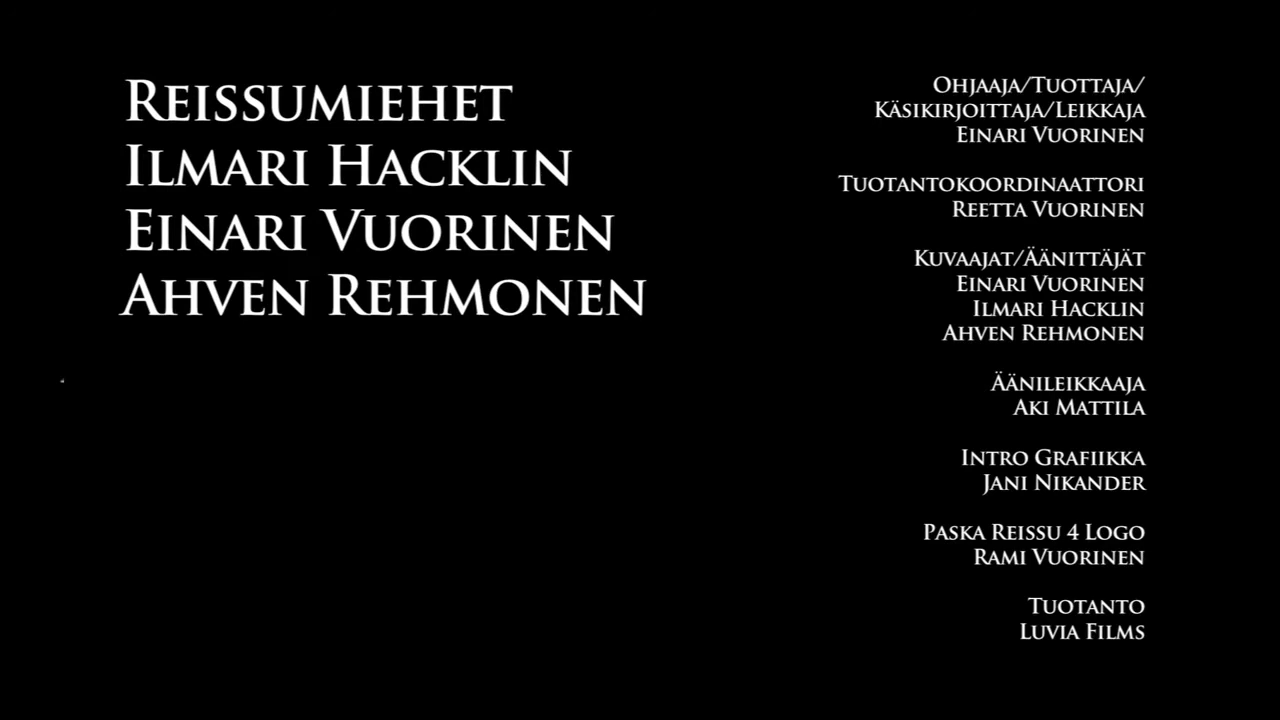 Reissumiehet
Ilmari Hacklin
Einari Vuorinen
Ahven Rehmonen
Ohjaaja/Tuottaja/
Käsikirjoittaja/Leikkaja
Einari Vuorinen
Tuotantokoordinaattori
Reetta Vuorinen
Kuvaajat/Äänittäjät
Einari Vuorinen
Ilmari Hacklin
Ahven Rehmonen
Äänileikkaaja
Aki Mattila
Intro Grafiikka
Jani Nikander
Paska Reissu 4 Logo
Rami Vuorinen
Tuotanto
Luvia Films